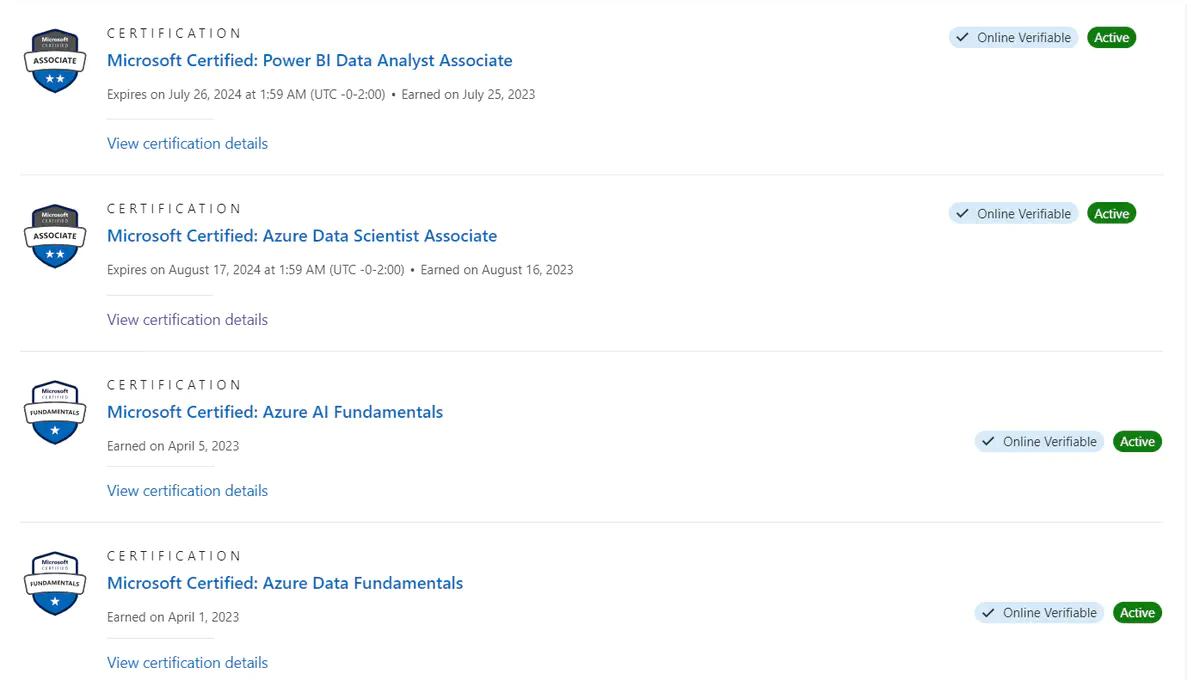 Microsoft
CERTIFIED
ASSOCIATE
CERTIFICATION
Microsoft Certified: Power BI Data Analyst Associate
Expires on July 26, 2024 at 1:59 AM (UTC -0-2:00) • Earned on July 25, 2023
View certification details
Online Verifiable
Active
Microsoft
CERTIFIED
ASSOCIATE
CERTIFICATION
Microsoft Certified: Azure Data Scientist Associate
Expires on August 17, 2024 at 1:59 AM (UTC -0-2:00) • Earned on August 16, 2023
View certification details
Online Verifiable
Active
Microsoft
CERTIFIED
FUNDAMENTALS
CERTIFICATION
Microsoft Certified: Azure AI Fundamentals
Earned on April 5, 2023
View certification details
Online Verifiable
Active
Microsoft
CERTIFIED
FUNDAMENTALS
CERTIFICATION
Microsoft Certified: Azure Data Fundamentals
Earned on April 1, 2023
View certification details
Online Verifiable
Active